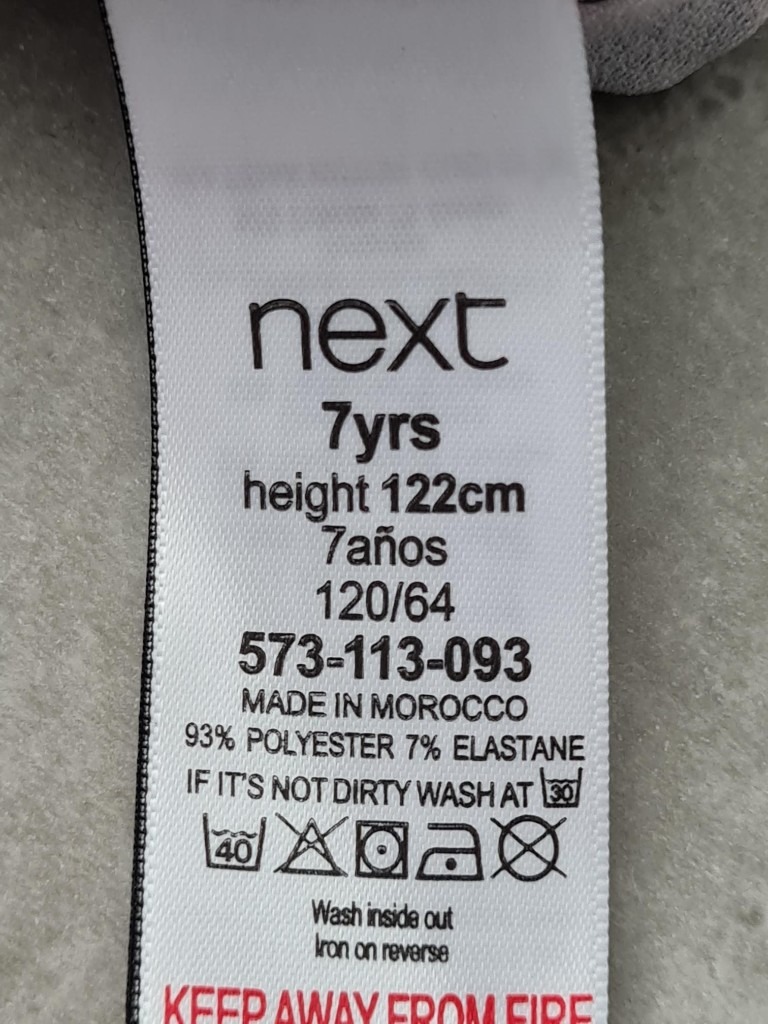 next
7yrs
height 122cm
7años
120/64
573-113-093
MADE IN MOROCCO
93% POLYESTER 7% ELASTANE
IF IT'S NOT DIRTY WASH AT 30
40
Wash inside out
Iron on reverse
KEEP AWAY FROM FIRE